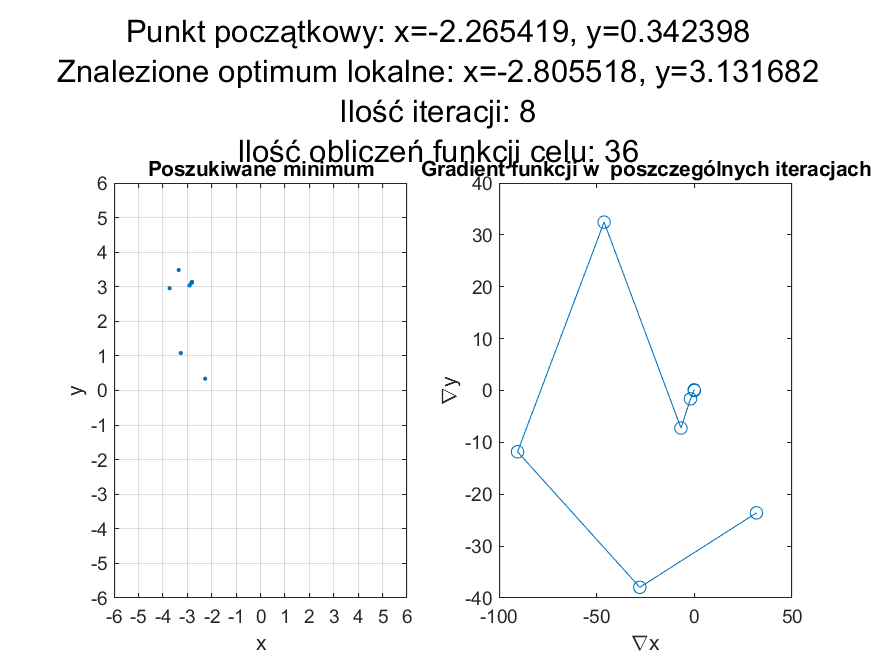 Punkt początkowy: x=-2.265419, y=0.342398
Znalezione optimum lokalne: x=-2.805518, y=3.131682
Ilość iteracji: 8
Ilość obliczeń funkcji celu: 36
Poszukiwane minimum
6
5
4
3
2
1
0
-1
-2
-3
-4
-5
-6
-6 -5 -4 -3 -2 -1 0 1 2 3 4 5 6
x
y
Gradient funkcji w poszczególnych iteracjach
40
30
20
10
0
-10
-20
-30
-40
-100 -50 0 50
∇x
∇y